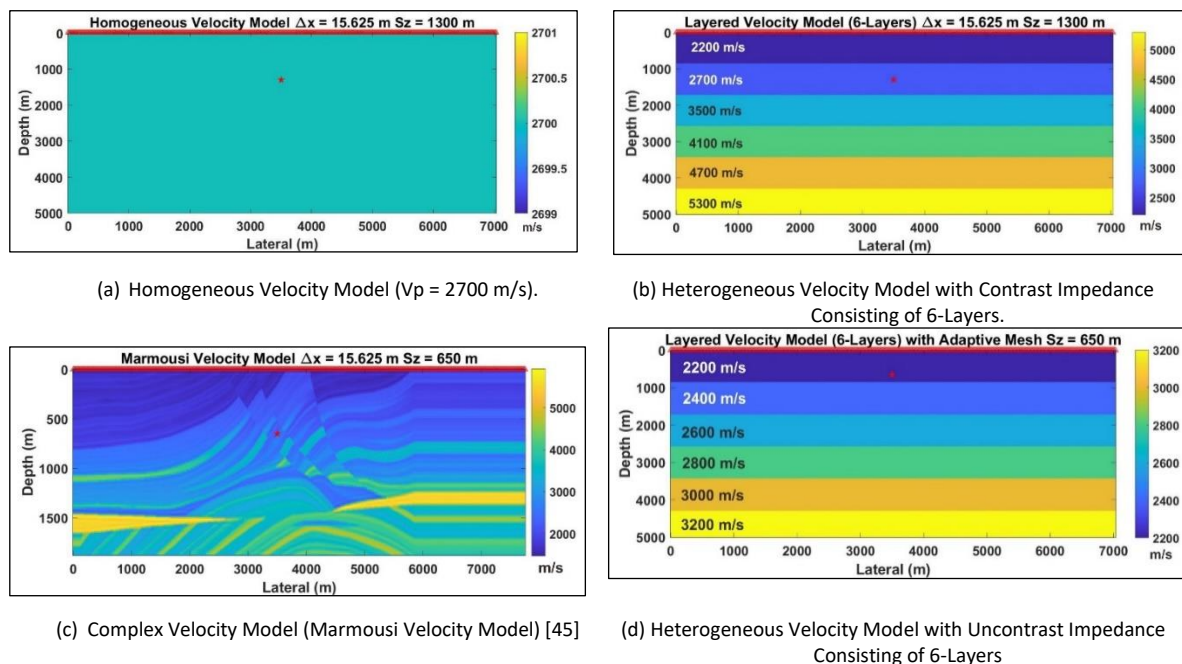 Homogeneous Velocity Model Δx = 15.625 m Sz = 1300 m
0
1000
2000
3000
4000
5000
Depth (m)
0 1000 2000 3000 4000 5000 6000 7000
Lateral (m)
2701
2700.5
2700
2699.5
2699
m/s
(a) Homogeneous Velocity Model (Vp = 2700 m/s).
Layered Velocity Model (6-Layers) Δx = 15.625 m Sz = 1300 m
0
1000
2000
3000
4000
5000
Depth (m)
2200 m/s
2700 m/s
3500 m/s
4100 m/s
4700 m/s
5300 m/s
0 1000 2000 3000 4000 5000 6000 7000
Lateral (m)
5000
4500
4000
3500
3000
2500
m/s
(b) Heterogeneous Velocity Model with Contrast Impedance
Consisting of 6-Layers.
Marmousi Velocity Model Δx = 15.625 m Sz = 650 m
0
500
1000
1500
Depth (m)
0 1000 2000 3000 4000 5000 6000 7000
Lateral (m)
5000
4000
3000
2000
m/s
(c) Complex Velocity Model (Marmousi Velocity Model) [45]
Layered Velocity Model (6-Layers) with Adaptive Mesh Sz = 650 m
0
1000
2000
3000
4000
5000
Depth (m)
2200 m/s
2400 m/s
2600 m/s
2800 m/s
3000 m/s
3200 m/s
0 1000 2000 3000 4000 5000 6000 7000
Lateral (m)
3200
3000
2800
2600
2400
2200
m/s
(d) Heterogeneous Velocity Model with Uncontrast Impedance
Consisting of 6-Layers